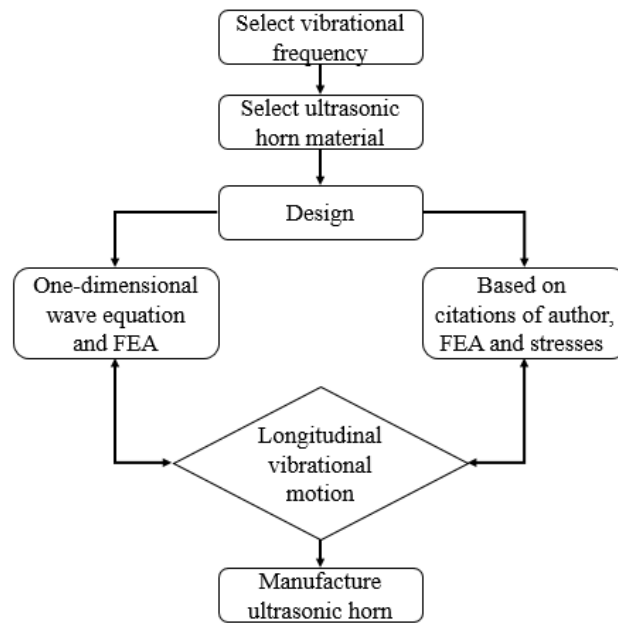 Select vibrational
frequency
Select ultrasonic
horn material
Design
One-dimensional
wave equation
and FEA
Based on
citations of author,
FEA and stresses
Longitudinal
vibrational
motion
Manufacture
ultrasonic horn